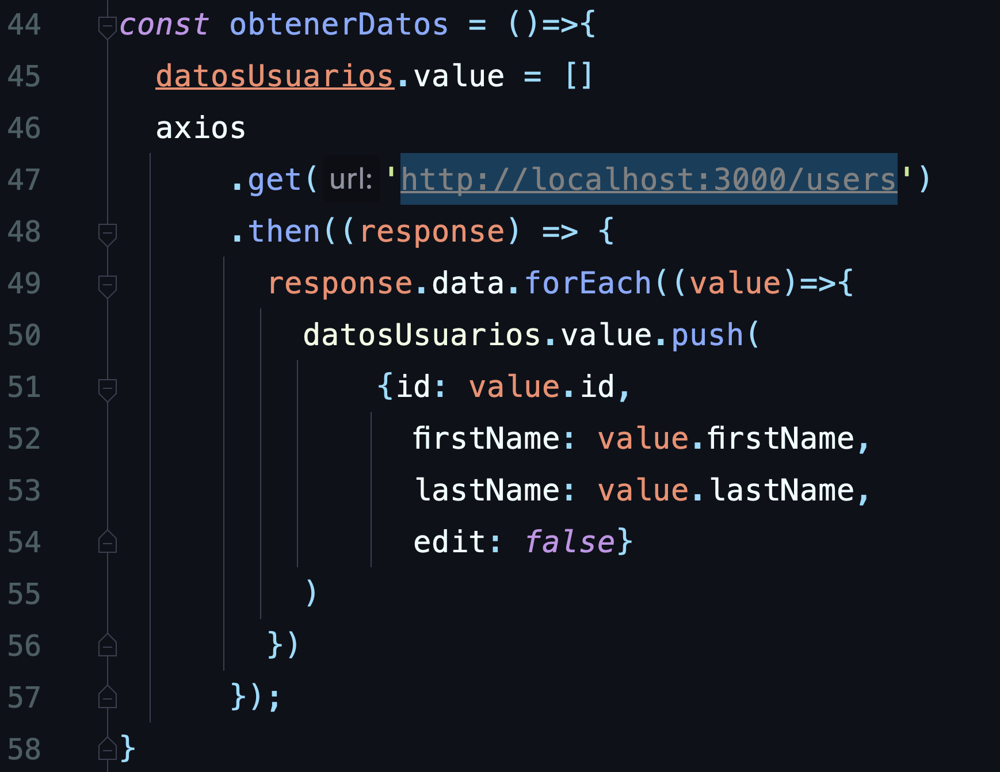 44 const obtenerDatos = ()=>{
45 datosUsuarios.value = []
46 axios
47 .get( url: 'http://localhost:3000/users')
48 .then((response) => {
49 response.data.forEach((value)=>{
50 datosUsuarios.value.push(
51 {id: value.id,
52 firstName: value.firstName,
53 lastName: value.lastName,
54 edit: false}
55 )
56 })
57 });
58 }